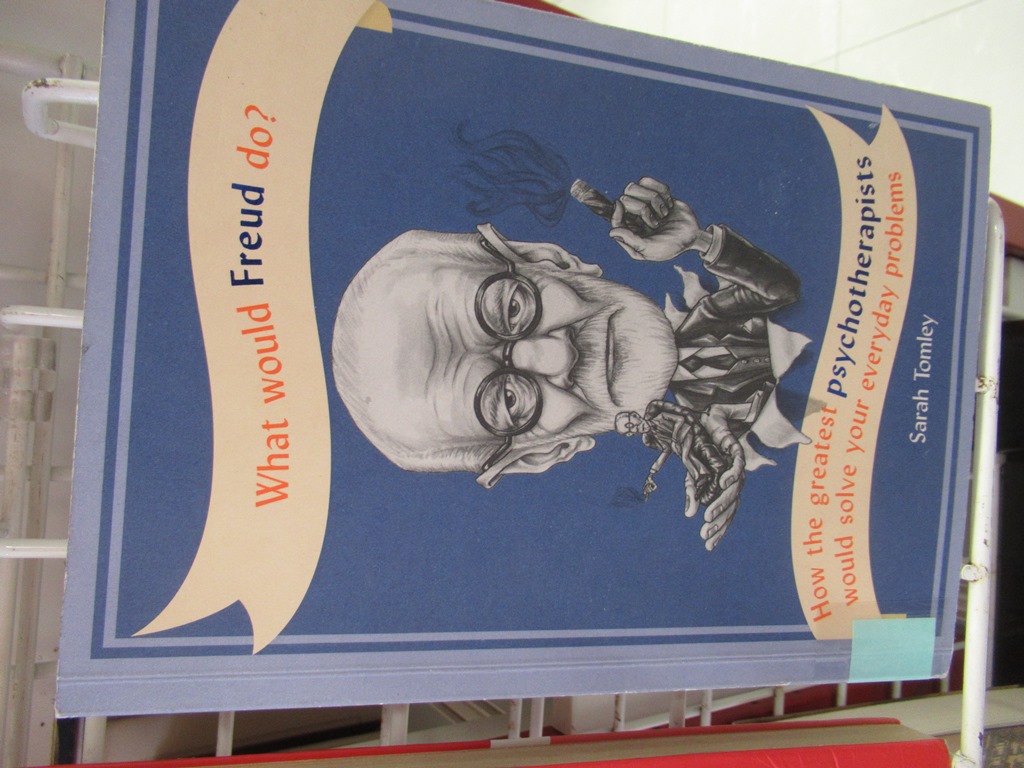 What would Freud do?
How the greatest psychotherapists
would solve your everyday problems
Sarah Tomley